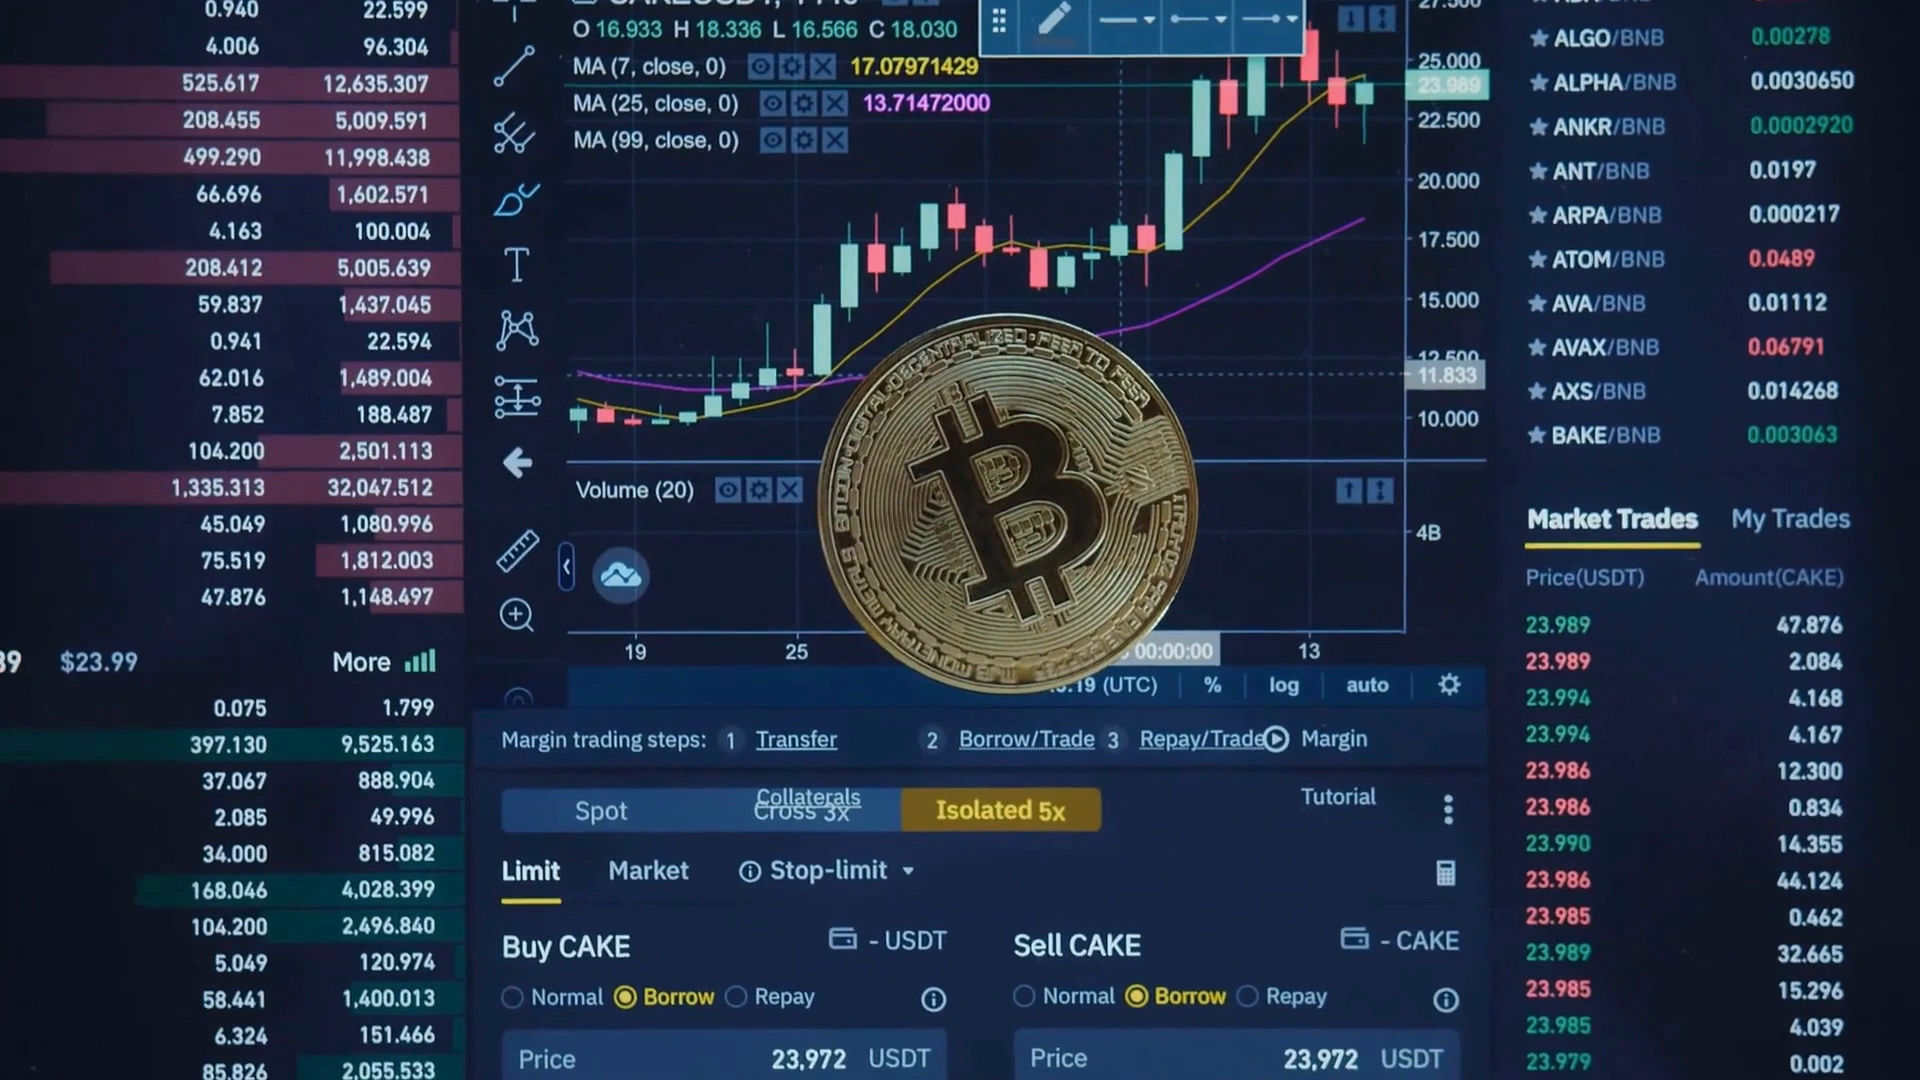 0.940 22.599
4.006 96.304
525.617 12,635.307
208.455 5,009.591
499.290 11,998.438
66.696 1,602.571
4.163 100.004
208.412 5,005.639
59.837 1,437.045
0.941 22.594
62.016 1,489.004
7.852 188.487
104.200 2,501.113
1,335.313 32,047.512
45.049 1,080.996
75.519 1,812.003
47.876 1,148.497
$23.99 More
0.075 1.799
397.130 9,525.163
37.067 888.904
2.085 49.996
34.000 815.082
168.046 4,028.399
104.200 2,496.840
5.049 120.974
58.441 1,400.013
6.324 151.466
85.826 2,055.533
O 16.933 H 18.336 L 16.566 C 18.030
MA (7, close, 0) 17.07971429
MA (25, close, 0) 13.71472000
MA (99, close, 0)
27.500
25.000
23.989
22.500
20.000
17.500
15.000
12.500
11.833
10.000
Volume (20)
4B
19 25 00:00:00 13
(UTC) % log auto
BITCOIN
DIGITAL
DECENTRALIZED
PEER TO PEER
Margin trading steps: 1 Transfer 2 Borrow/Trade 3 Repay/Trade Margin
Collaterals Tutorial
Spot Cross 3x Isolated 5x
Limit Market Stop-limit
Buy CAKE - USDT
Normal Borrow Repay
Price 23,972 USDT
Sell CAKE - CAKE
Normal Borrow Repay
Price 23,972 USDT
ALGO/BNB 0.00278
ALPHA/BNB 0.0030650
ANKR/BNB 0.0002920
ANT/BNB 0.0197
ARPA/BNB 0.000217
ATOM/BNB 0.0489
AVA/BNB 0.01112
AVAX/BNB 0.06791
AXS/BNB 0.014268
BAKE/BNB 0.003063
Market Trades My Trades
Price(USDT) Amount(CAKE)
23.989 47.876
23.989 2.084
23.994 4.168
23.994 4.167
23.986 12.300
23.986 0.834
23.990 14.355
23.986 44.124
23.985 0.462
23.989 32.665
23.985 15.296
23.985 4.039
23.979 0.002